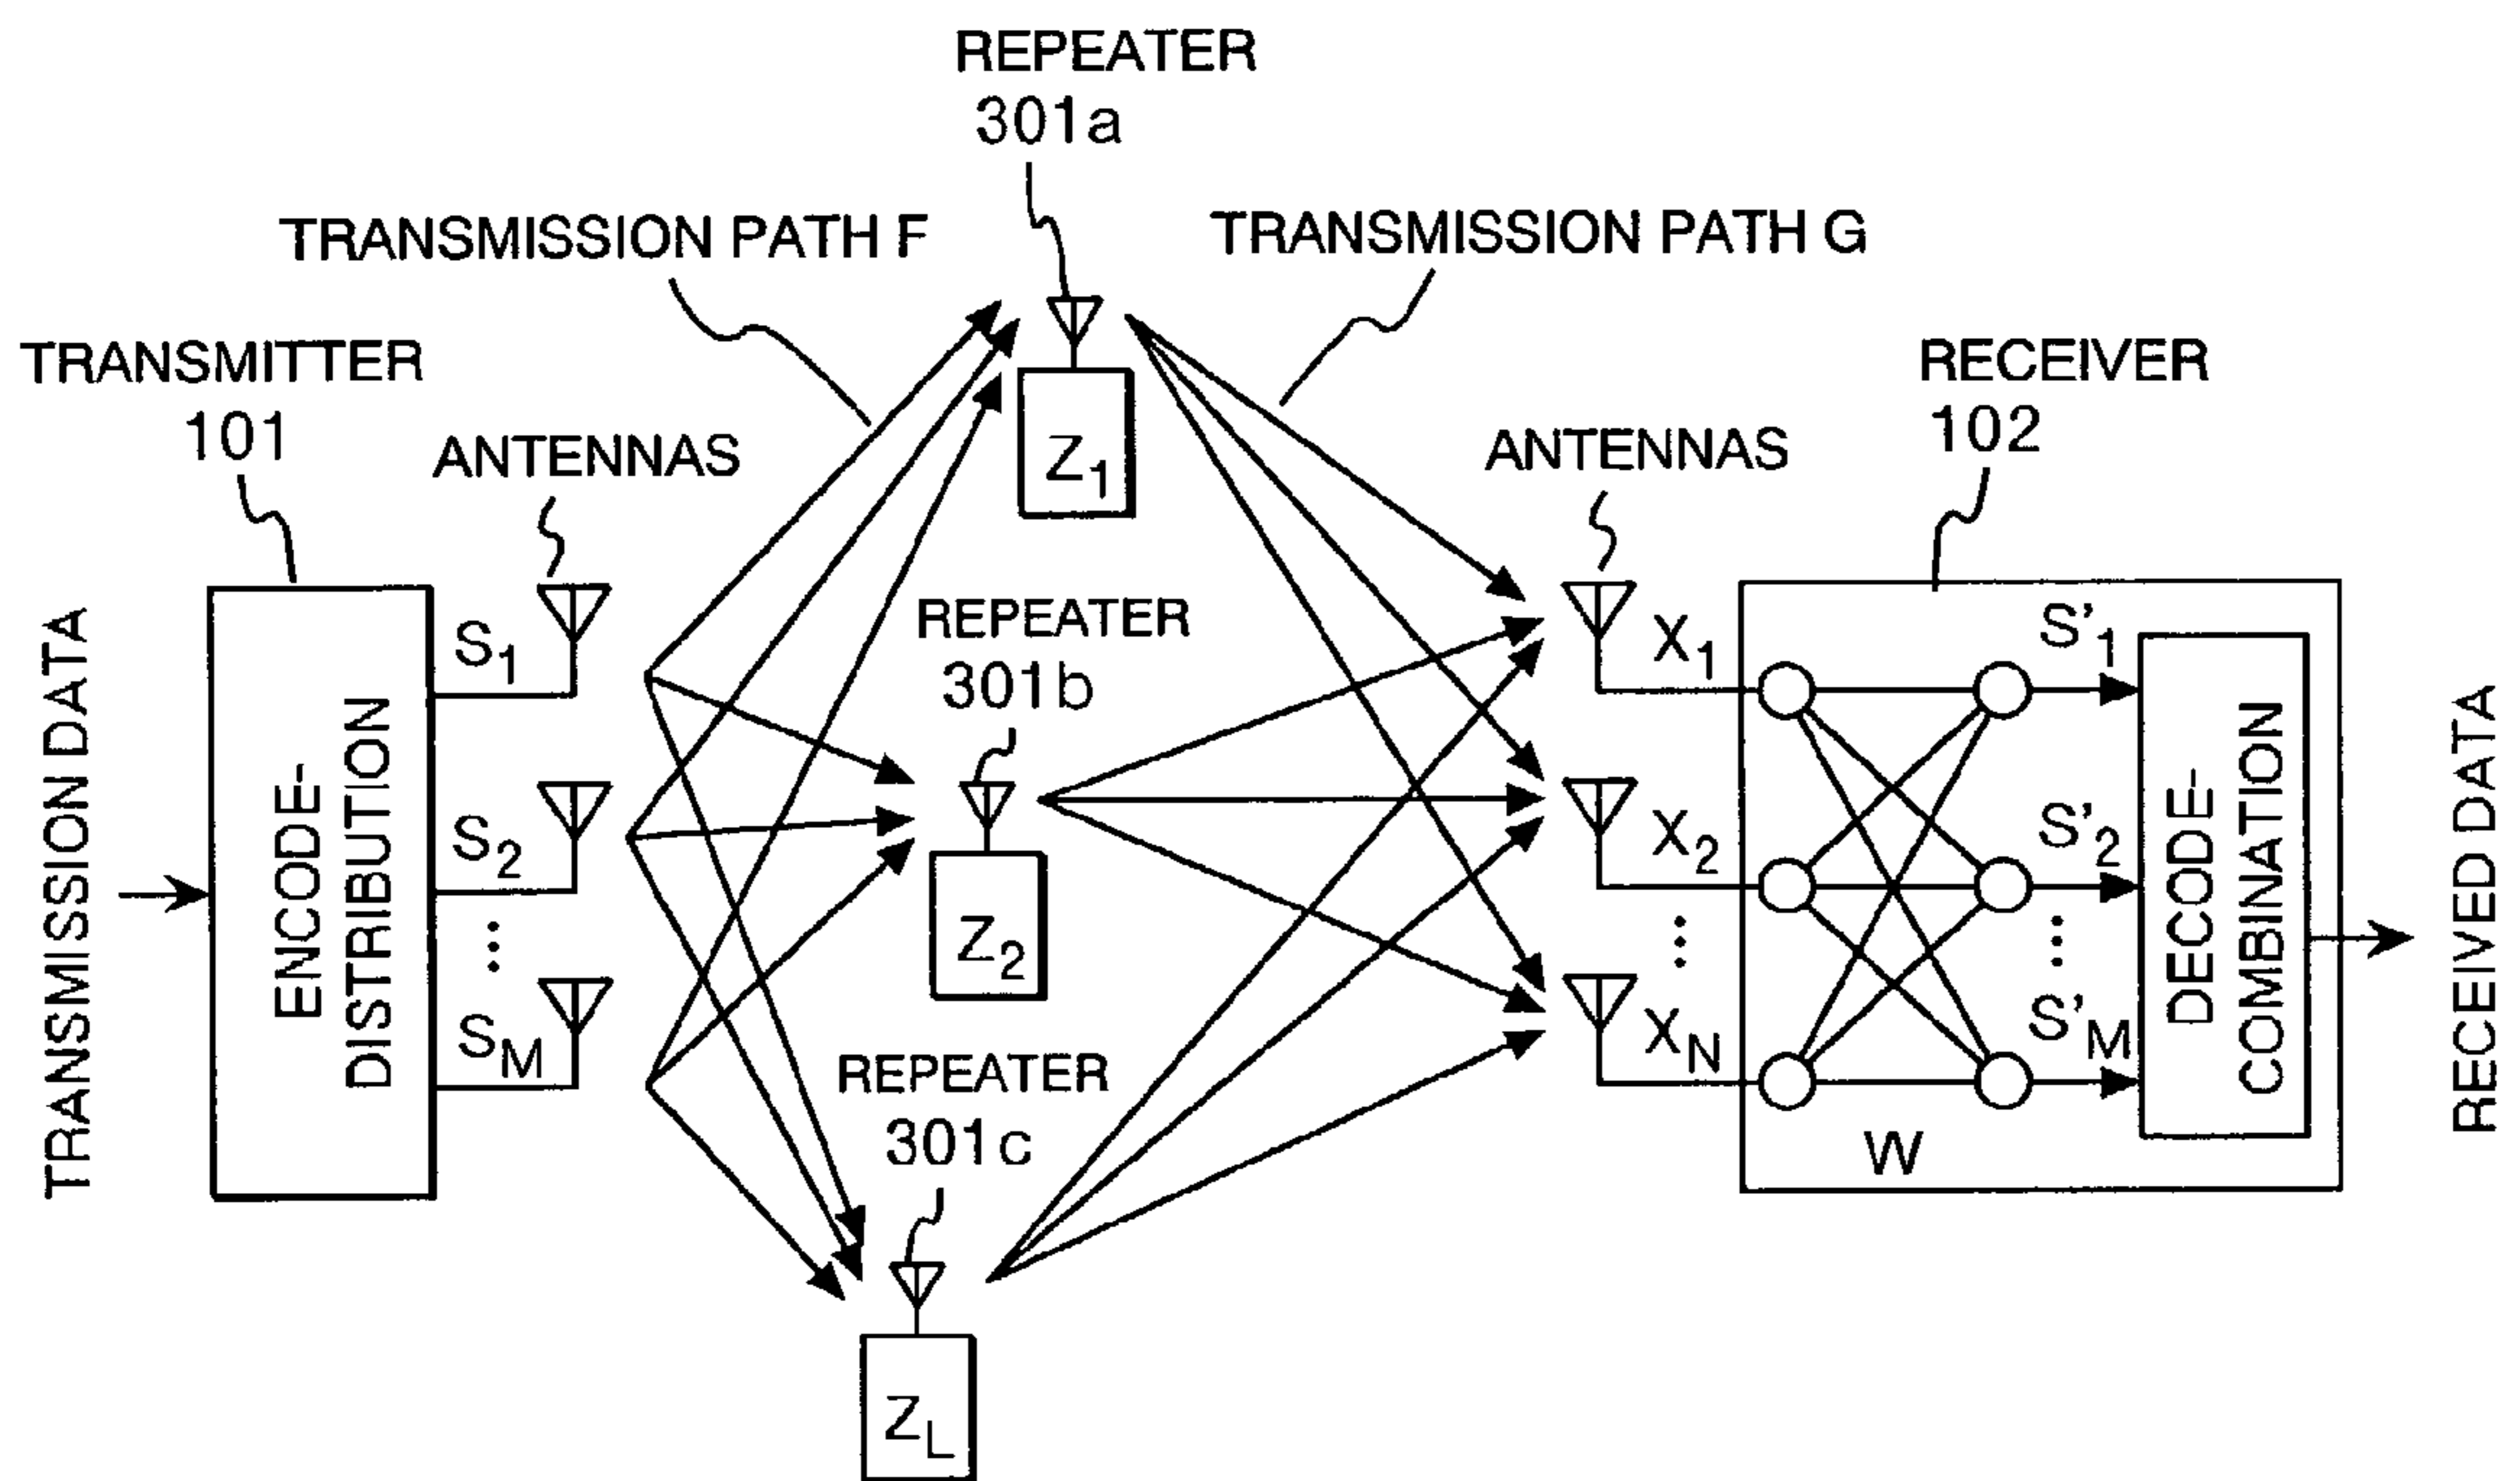 REPEATER
301a
TRANSMISSION PATH F
TRANSMISSION PATH G
TRANSMITTER
101
ANTENNAS
RECEIVER
102
ANTENNAS
Z1
TRANSMISSION DATA
ENCODE-
DISTRIBUTION
S1
S2
SM
REPEATER
301b
Z2
REPEATER
301c
ZL
X1
X2
XN
W
S'1
S'2
S'M
DECODE-
COMBINATION
RECEIVED DATA